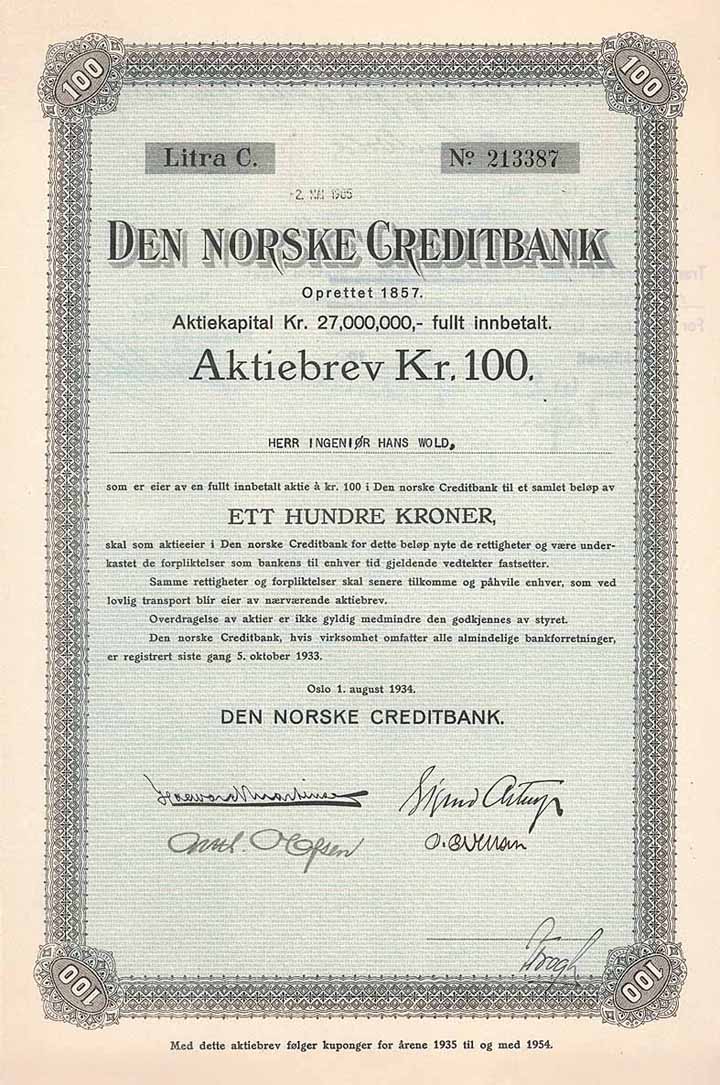 100 100
Litra C. Nº 213387
2. MAI 1965
DEN NORSKE CREDITBANK
Oprettet 1857.
Aktiekapital Kr. 27,000,000,- fullt innbetalt.
Aktiebrev Kr. 100.
HERR INGENIØR HANS WOLD,
som er eier av en fullt innbetalt aktie à kr. 100 i Den norske Creditbank til et samlet beløp av
ETT HUNDRE KRONER,
skal som aktieeier i Den norske Creditbank for dette beløp nyte de rettigheter og være under-
kastet de forpliktelser som bankens til enhver tid gjeldende vedtekter fastsetter.
Samme rettigheter og forpliktelser skal senere tilkomme og påhvile enhver, som ved
lovlig transport blir eier av nærværende aktiebrev.
Overdragelse av aktier er ikke gyldig medmindre den godkjennes av styret.
Den norske Creditbank, hvis virksomhet omfatter alle almindelige bankforretninger,
er registrert siste gang 5. oktober 1933.
Oslo 1. august 1934.
DEN NORSKE CREDITBANK.
100 100
Med dette aktiebrev følger kuponger for årene 1935 til og med 1954.